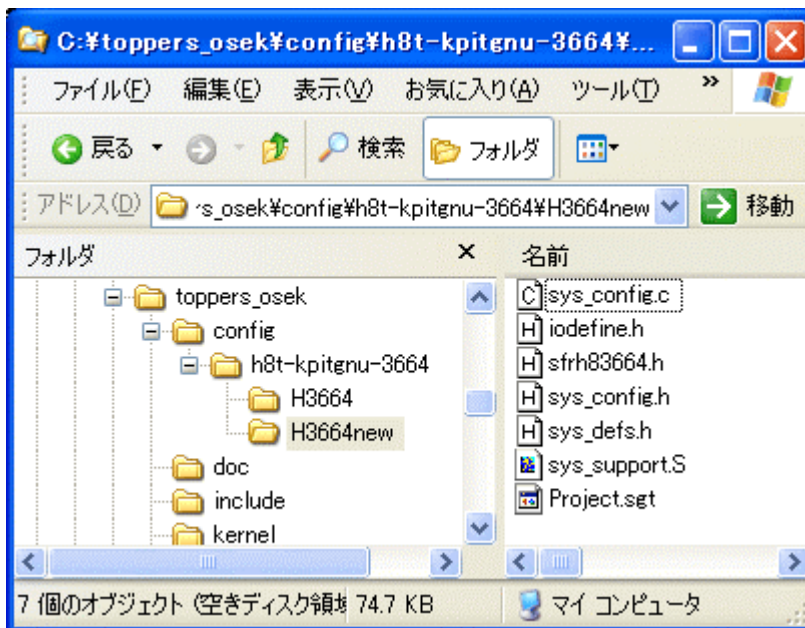 C:¥toppers_osek¥config¥h8t-kpitgnu-3664¥...
ファイル(F) 編集(E) 表示(V) お気に入り(A) ツール(T) »
戻る 検索 フォルダ
アドレス(D) s_osek¥config¥h8t-kpitgnu-3664¥H3664new 移動
フォルダ × 名前
toppers_osek
config
h8t-kpitgnu-3664
H3664
H3664new
doc
include
kernel
sys_config.c
iodefine.h
sfrh83664.h
sys_config.h
sys_defs.h
sys_support.S
Project.sgt
7 個のオブジェクト (空きディスク領域 74.7 KB マイ コンピュータ